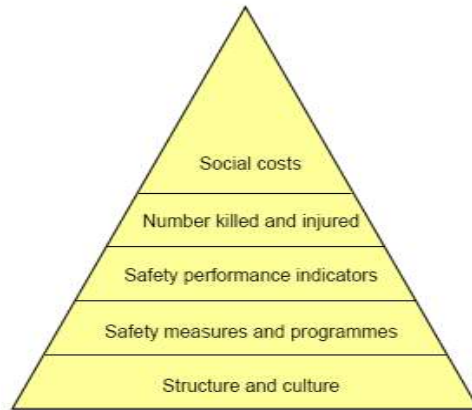 Social costs
Number killed and injured
Safety performance indicators
Safety measures and programmes
Structure and culture